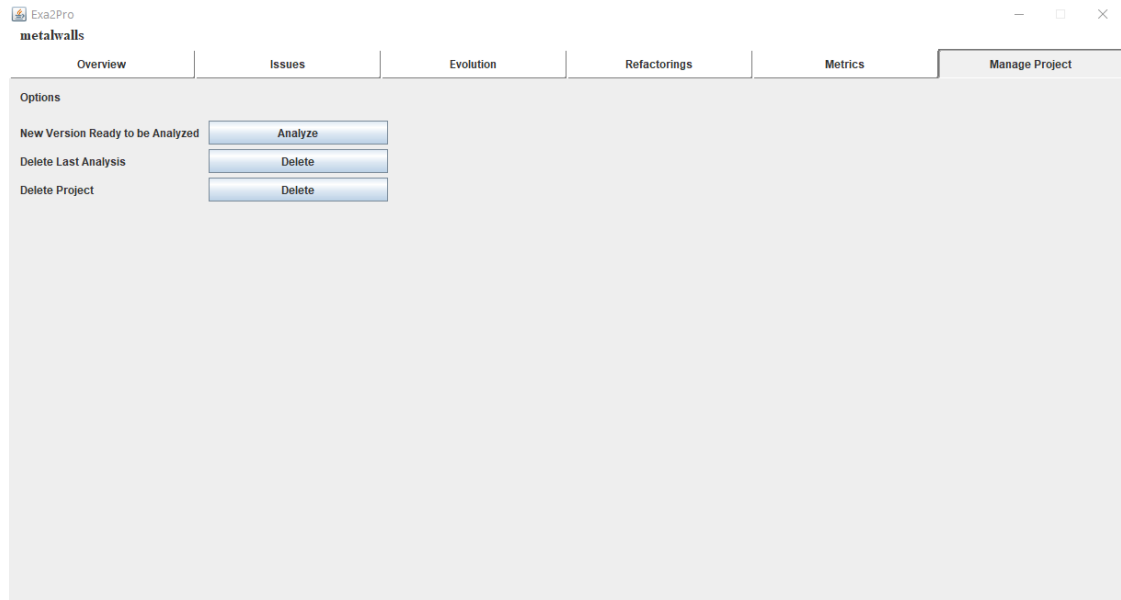 Exa2Pro
metalwalls
Overview Issues Evolution Refactorings Metrics Manage Project
Options
New Version Ready to be Analyzed Analyze
Delete Last Analysis Delete
Delete Project Delete